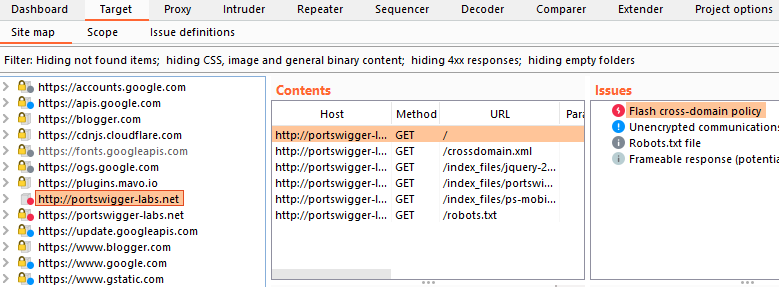 Dashboard Target Proxy Intruder Repeater Sequencer Decoder Comparer Extender Project options
Site map Scope Issue definitions
Filter: Hiding not found items; hiding CSS, image and general binary content; hiding 4xx responses; hiding empty folders
https://accounts.google.com
https://apis.google.com
https://blogger.com
https://cdnjs.cloudflare.com
https://fonts.googleapis.com
https://ogs.google.com
https://plugins.mavo.io
http://portswigger-labs.net
https://portswigger-labs.net
https://update.googleapis.com
https://www.blogger.com
https://www.google.com
https://www.gstatic.com
Contents
Host Method URL Para
http://portswigger-l... GET /
http://portswigger-l... GET /crossdomain.xml
http://portswigger-l... GET /index_files/jquery-2...
http://portswigger-l... GET /index_files/portswi...
http://portswigger-l... GET /index_files/ps-mobi...
http://portswigger-l... GET /robots.txt
Issues
Flash cross-domain policy
Unencrypted communications
Robots.txt file
Frameable response (potentia